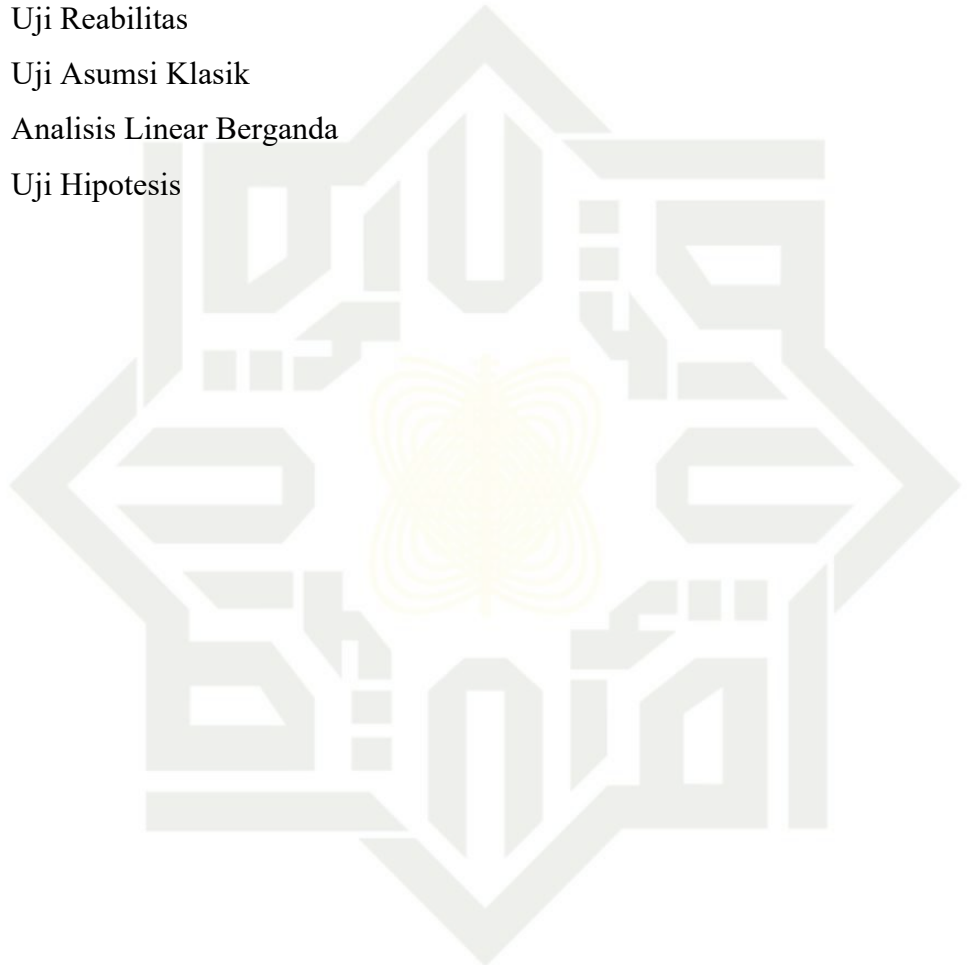 Uji Reabilitas
Uji Asumsi Klasik
Analisis Linear Berganda
Uji Hipotesis